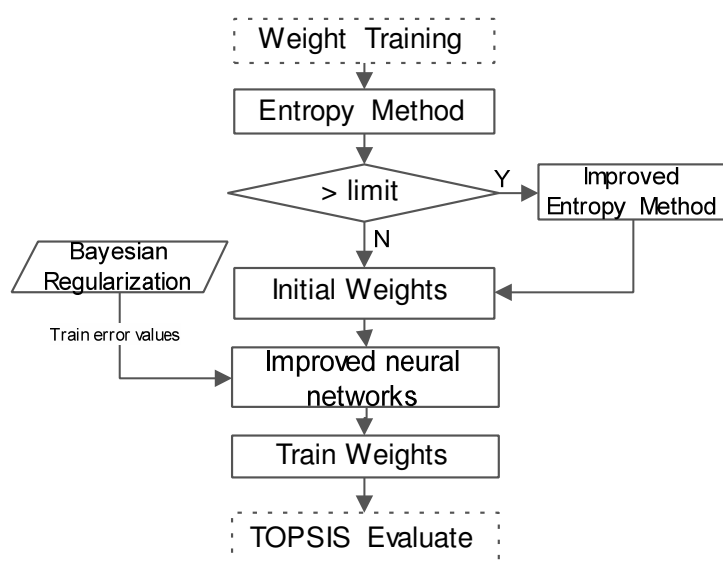 Weight Training
Entropy Method
> limit
Y
Improved
Entropy Method
N
Bayesian
Regularization
Initial Weights
Train error values
Improved neural
networks
Train Weights
TOPSIS Evaluate